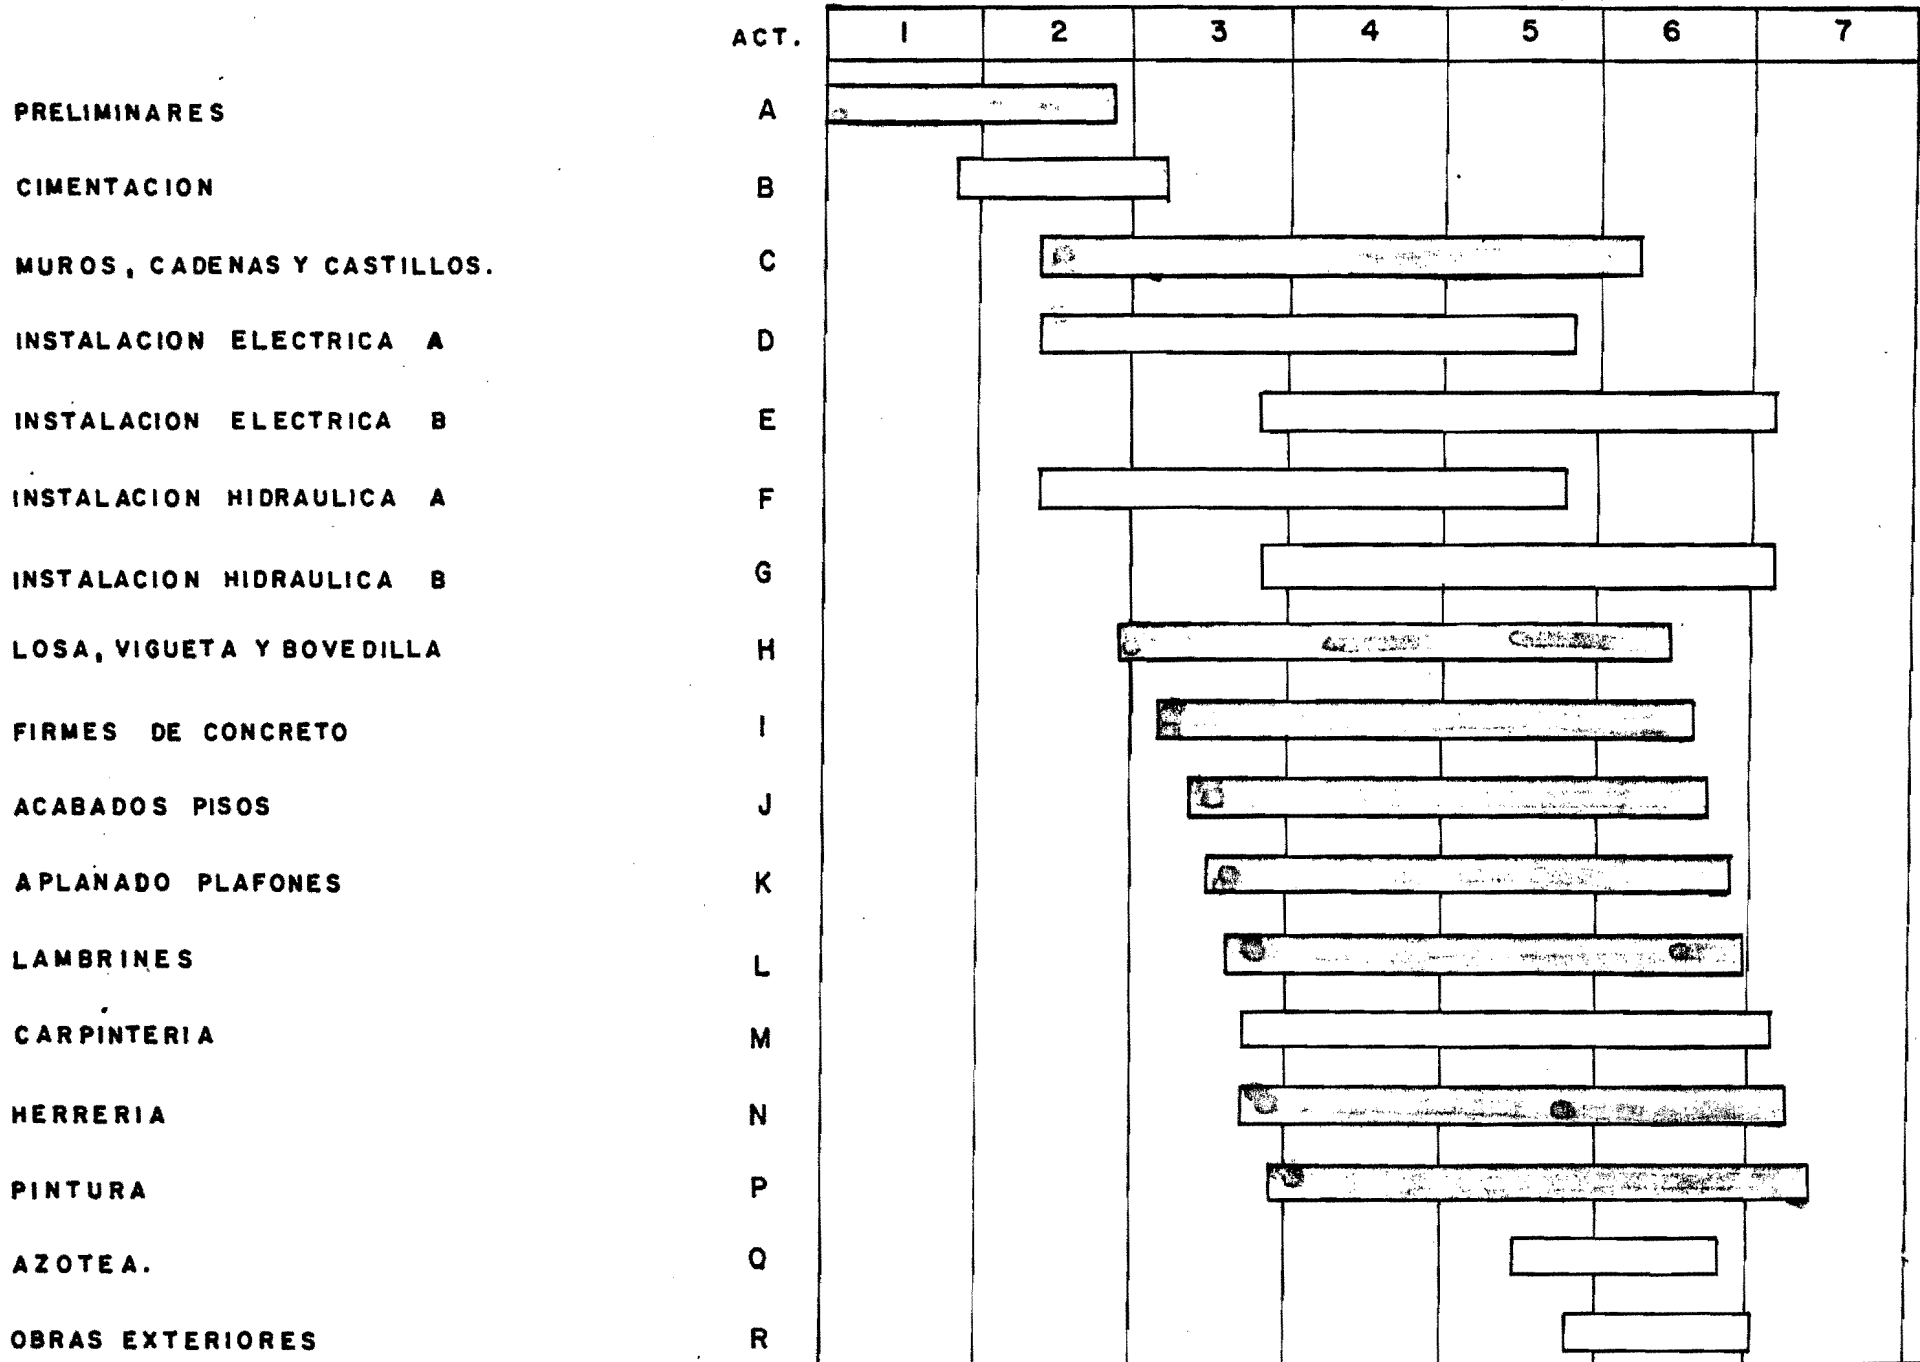 ACT. 1 2 3 4 5 6 7
PRELIMINARES A
CIMENTACION B
MUROS, CADENAS Y CASTILLOS. C
INSTALACION ELECTRICA A D
INSTALACION ELECTRICA B E
INSTALACION HIDRAULICA A F
INSTALACION HIDRAULICA B G
LOSA, VIGUETA Y BOVEDILLA H
FIRMES DE CONCRETO I
ACABADOS PISOS J
APLANADO PLAFONES K
LAMBRINES L
CARPINTERIA M
HERRERIA N
PINTURA P
AZOTEA. Q
OBRAS EXTERIORES R